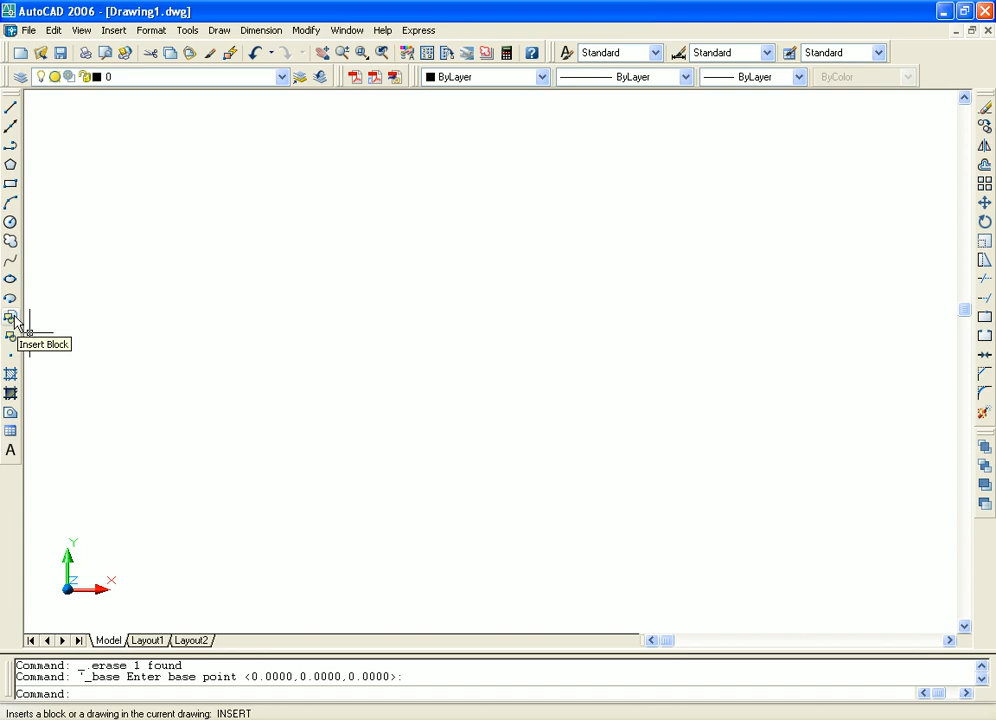 AutoCAD 2006 - [Drawing1.dwg]
File Edit View Insert Format Tools Draw Dimension Modify Window Help Express
Standard Standard Standard
0 ByLayer ByLayer ByLayer ByColor
Insert Block
A
Y
Z X
Model Layout1 Layout2
Command: _.erase 1 found
Command: '_base Enter base point <0.0000,0.0000,0.0000>:
Command:
Inserts a block or a drawing in the current drawing: INSERT